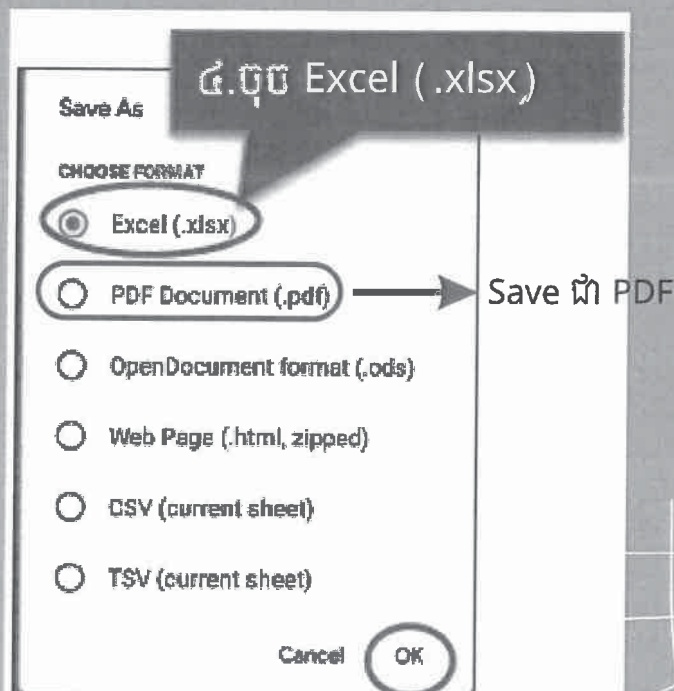 ៤.ចុច Excel ( .xlsx)
Save As
CHOOSE FORMAT
Excel (.xlsx)
PDF Document (.pdf)
Save ជា PDF
OpenDocument format (.ods)
Web Page (.html, zipped)
CSV (current sheet)
TSV (current sheet)
Cancel
OK